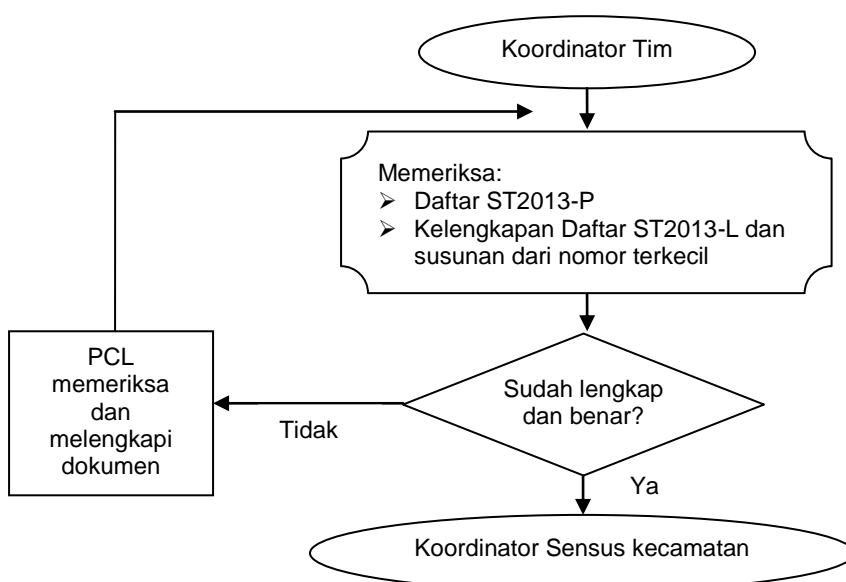 Koordinator Tim
Memeriksa:
➢ Daftar ST2013-P
➢ Kelengkapan Daftar ST2013-L dan
susunan dari nomor terkecil
PCL
memeriksa
dan
melengkapi
dokumen
Tidak
Sudah lengkap
dan benar?
Ya
Koordinator Sensus kecamatan